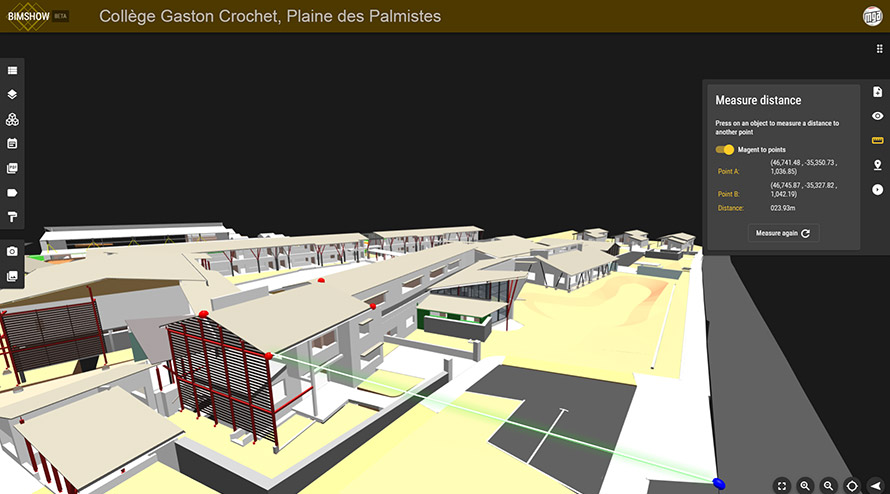 BIMSHOW BETA
Collège Gaston Crochet, Plaine des Palmistes
Measure distance
Press on an object to measure a distance to
another point
Magent to points
Point A: (46,741.48 , -35,350.73 ,
1,036.85)
Point B: (46,745.87 , -35,327.82 ,
1,042.19)
Distance: 023.93m
Measure again